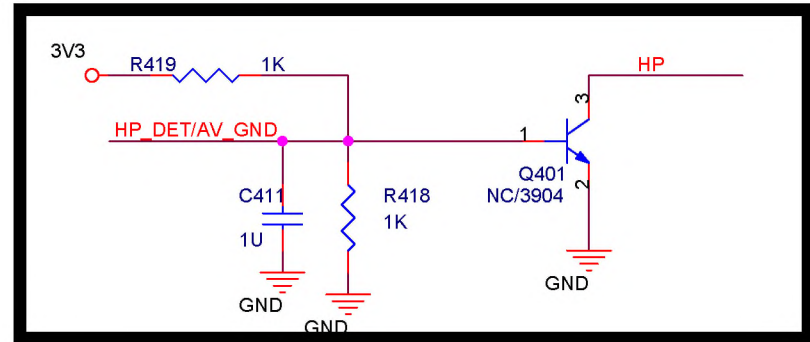 3V3
R419
1K
HP
HP_DET/AV_GND
3
1
Q401
NC/3904
2
C411
1U
R418
1K
GND
GND
GND